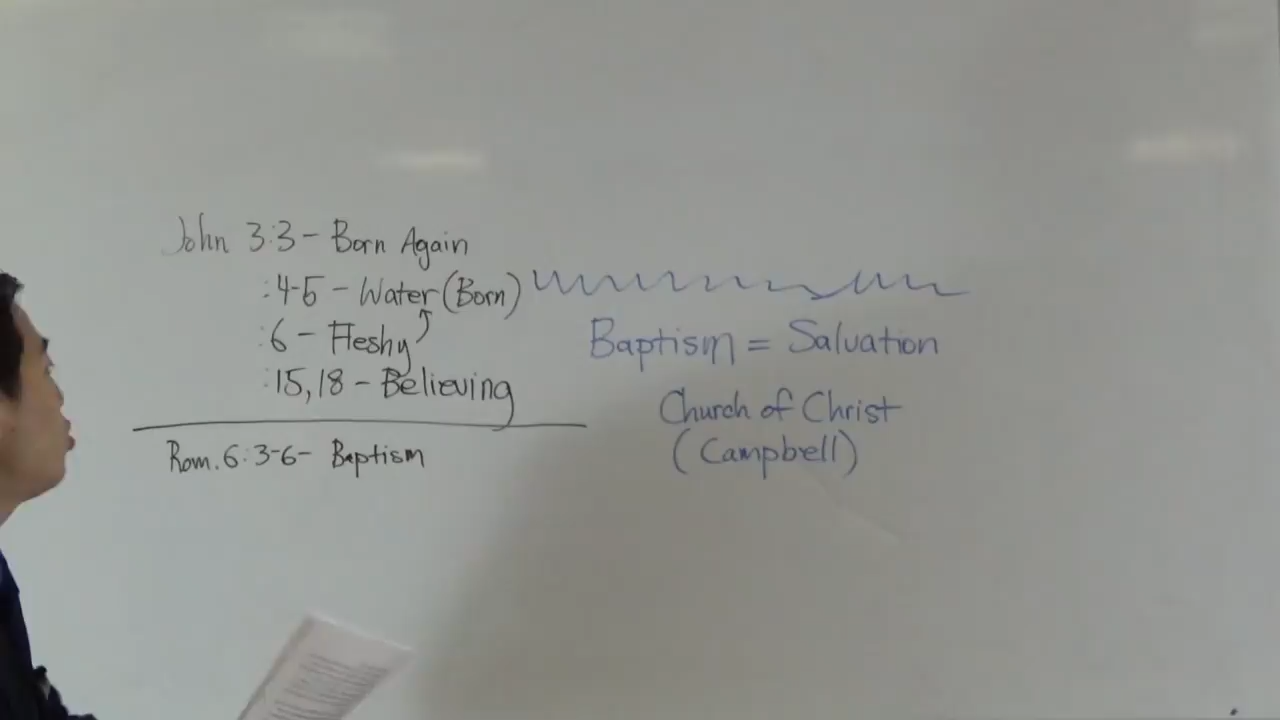 John 3:3 - Born Again
:4-5 - Water (Born)
:6 - Fleshy
:15, 18 - Believing
Rom. 6:3-6 - Baptism
Baptism = Salvation
Church of Christ
(Campbell)